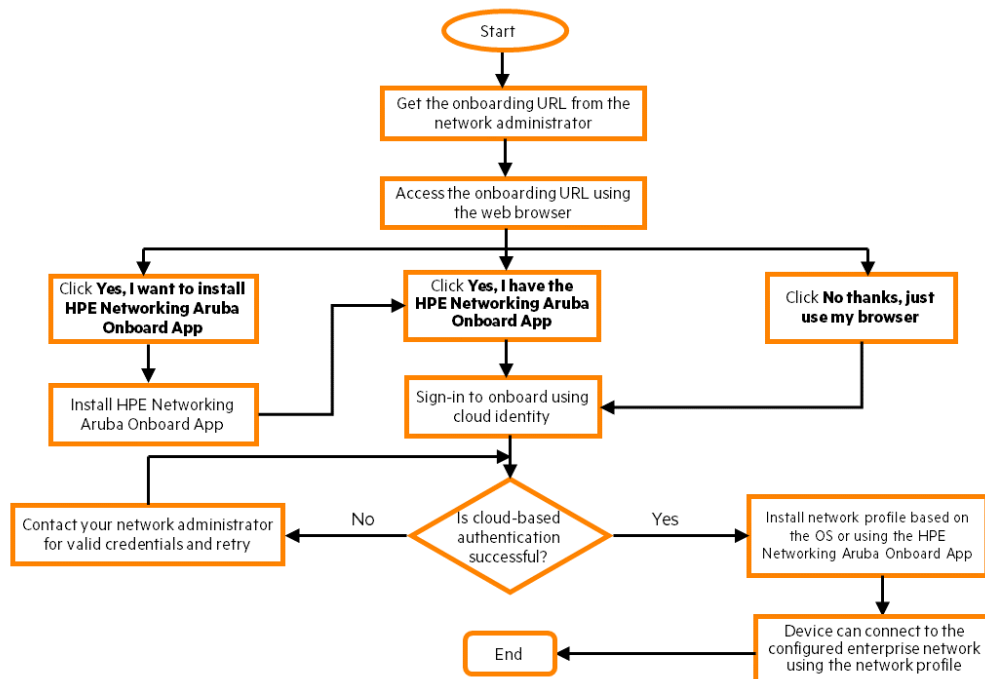 Start
Get the onboarding URL from the
network administrator
Access the onboarding URL using
the web browser
Click Yes, I want to install
HPE Networking Aruba
Onboard App
Click Yes, I have the
HPE Networking Aruba
Onboard App
Click No thanks, just
use my browser
Install HPE Networking
Aruba Onboard App
Sign-in to onboard using
cloud identity
Contact your network administrator
for valid credentials and retry
No
Is cloud-based
authentication
successful?
Yes
Install network profile based on
the OS or using the HPE
Networking Aruba Onboard App
Device can connect to the
configured enterprise network
using the network profile
End